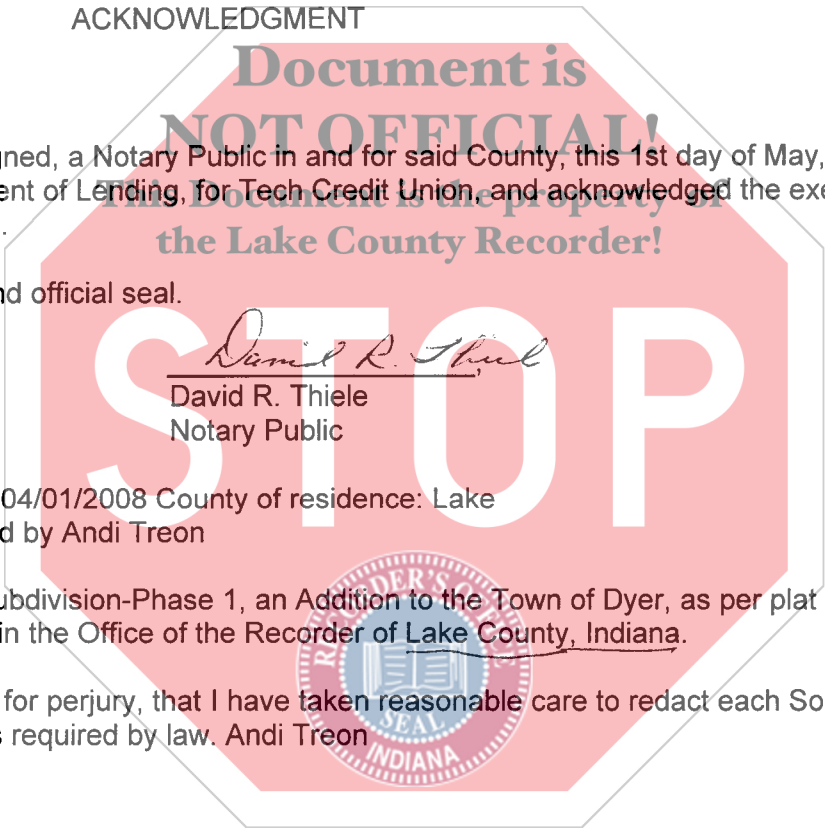 ACKNOWLEDGMENT
Document is
NOT OFFICIAL!
gned, a Notary Public in and for said County, this 1st day of May,
This Document is the property of
ent of Lending, for Tech Credit Union, and acknowledged the exe
.
the Lake County Recorder!
nd official seal.
STOP
David R. Thiele
David R. Thiele
Notary Public
04/01/2008 County of residence: Lake
d by Andi Treon
RECORDER'S OFFICE
ubdivision-Phase 1, an Addition to the Town of Dyer, as per plat
in the Office of the Recorder of Lake County, Indiana.
for perjury, that I have taken reasonable care to redact each So
SEAL
s required by law. Andi Treon
INDIANA